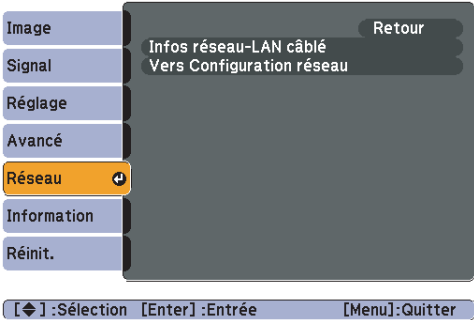 Image
Signal
Réglage
Avancé
Réseau
Information
Réinit.
Retour
Infos réseau-LAN câblé
Vers Configuration réseau
[ ] :Sélection [Enter] :Entrée [Menu]:Quitter